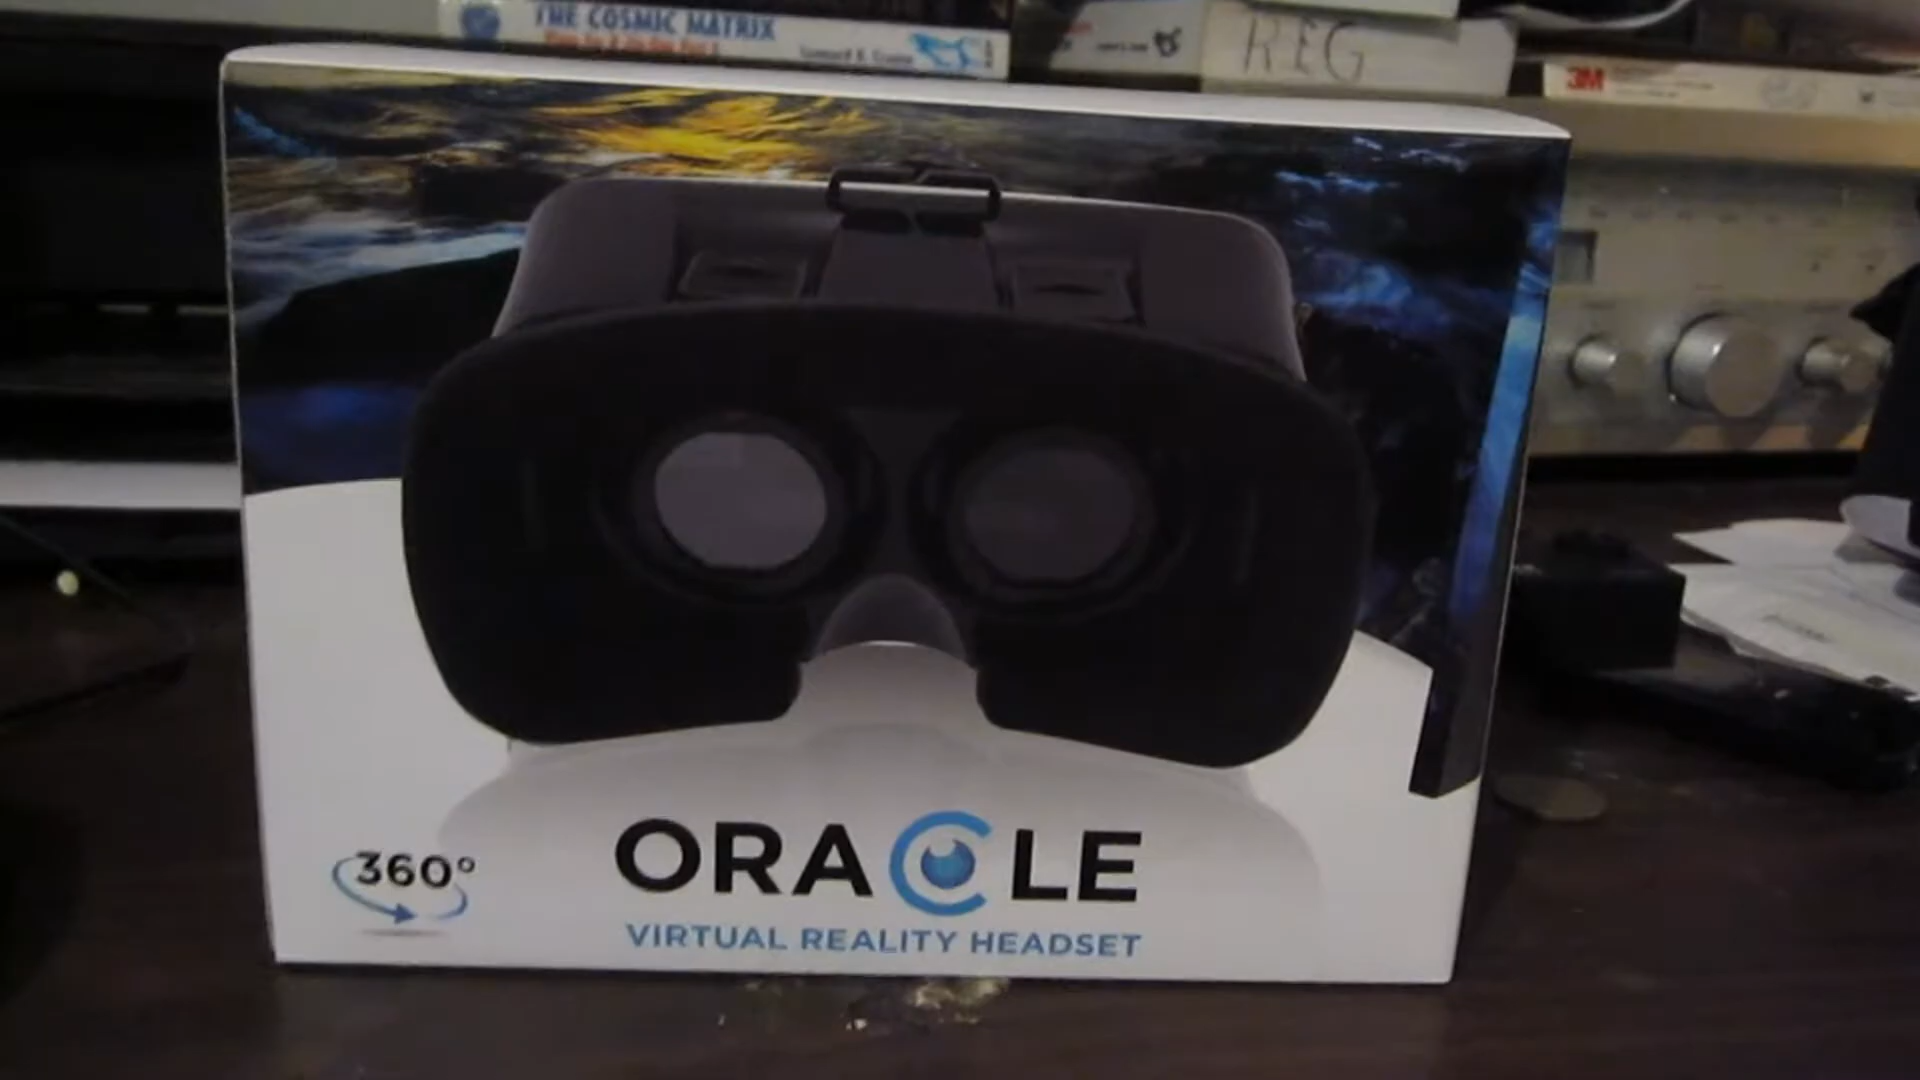 THE COSMIC MATRIX
REG
3M
360°
ORACLE
VIRTUAL REALITY HEADSET